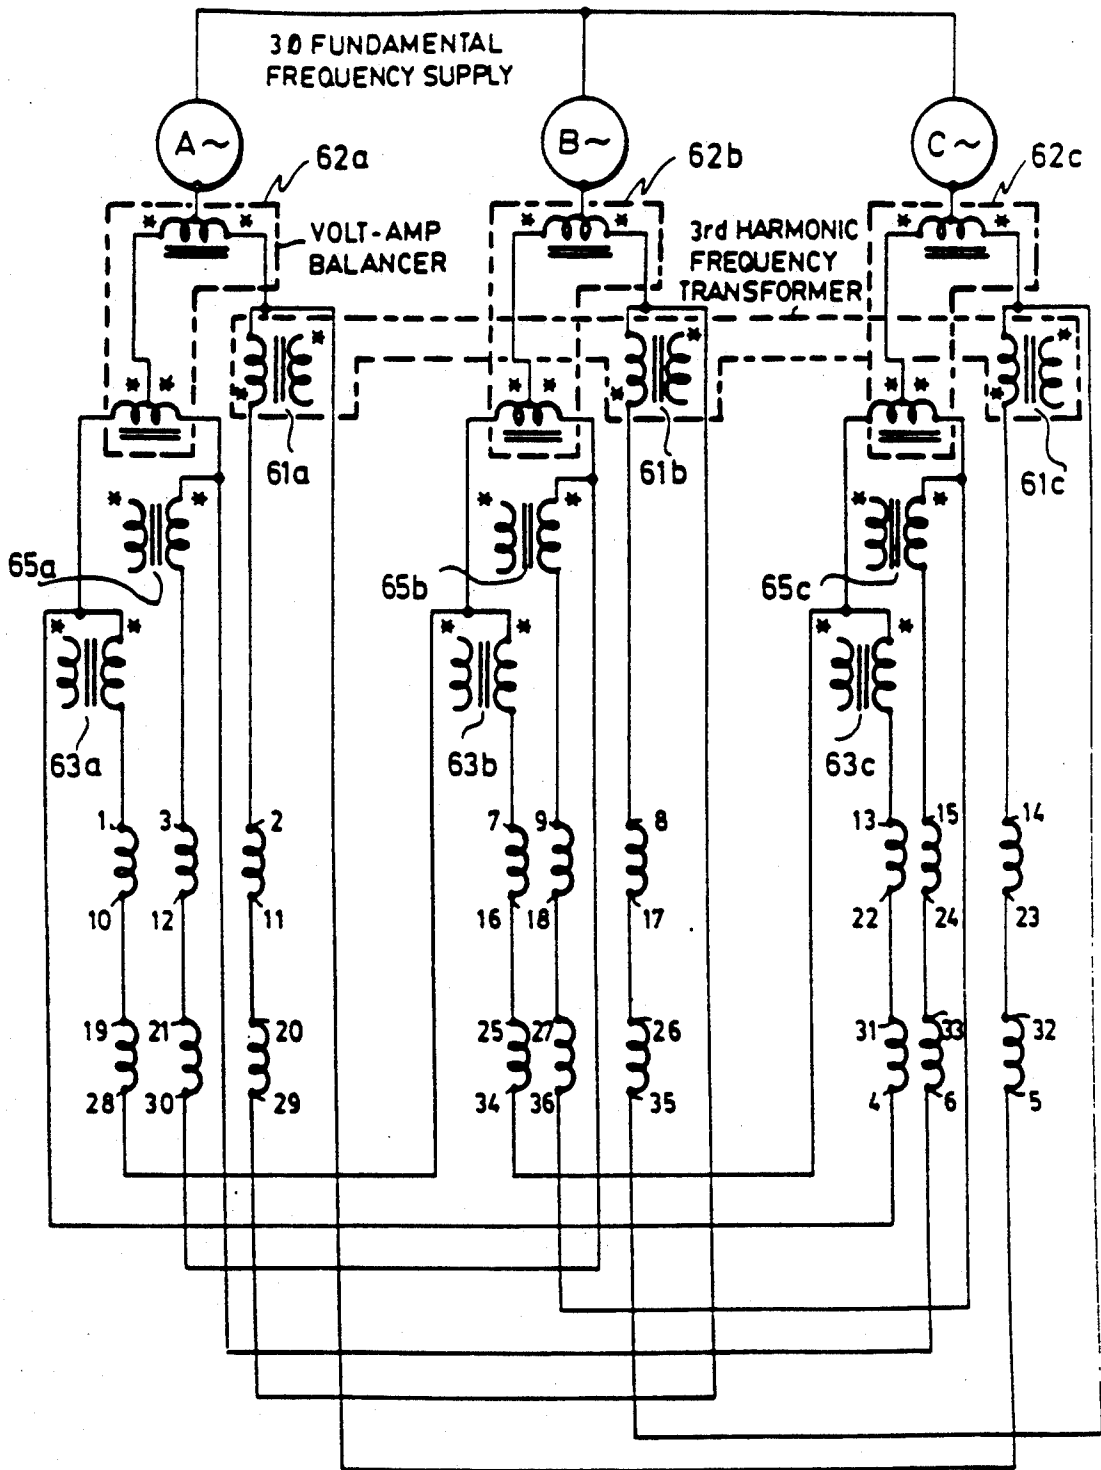 3Ø FUNDAMENTAL
FREQUENCY SUPPLY
A~
B~
C~
62a
62b
62c
* *
* *
* *
VOLT-AMP
BALANCER
3rd HARMONIC
FREQUENCY
TRANSFORMER
* *
* *
* *
* *
* *
* *
61a
61b
61c
* *
* *
* *
65a
65b
65c
* *
* *
* *
63a
63b
63c
1 3 2
7 9 8
13 15 14
10 12 11
16 18 17
22 24 23
19 21 20
25 27 26
31 33 32
28 30 29
34 36 35
4 6 5